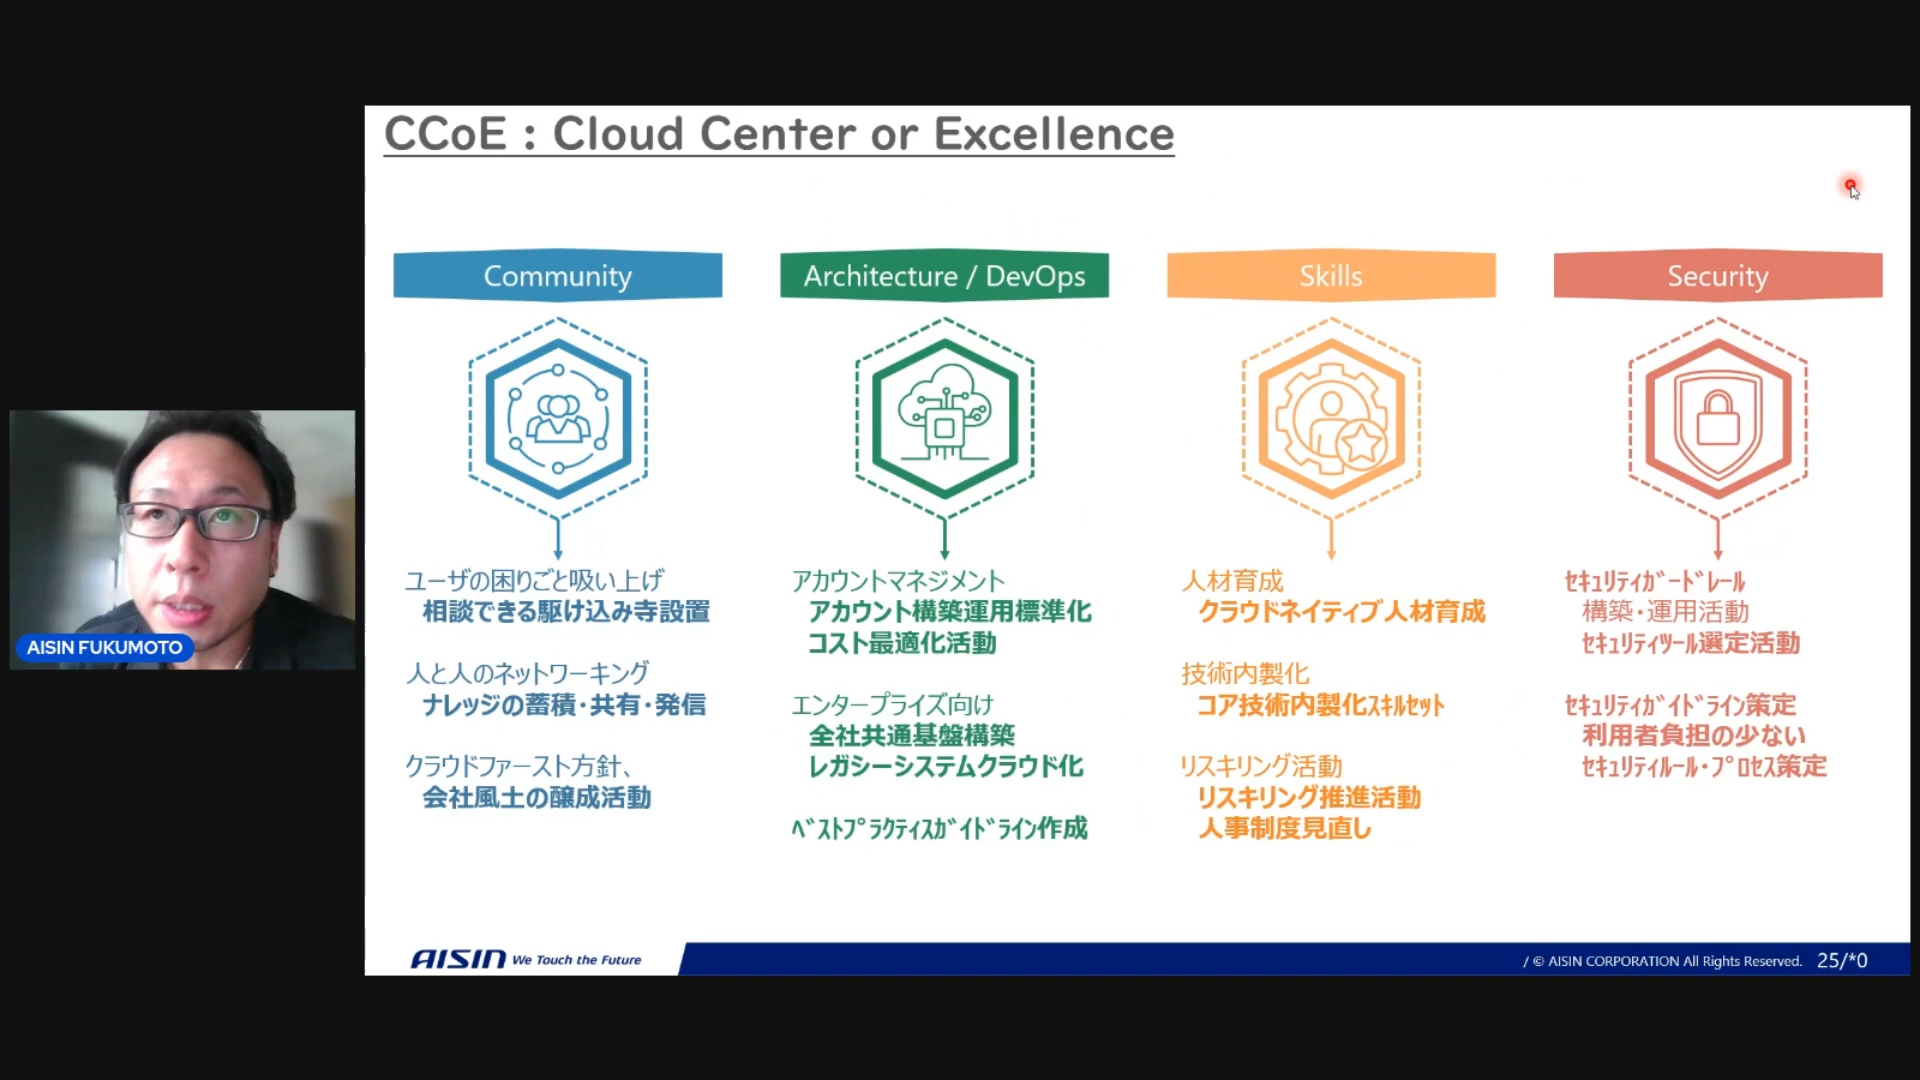 CCoE : Cloud Center or Excellence
Community
ユーザの困りごと吸い上げ
相談できる駆け込み寺設置
人と人のネットワーキング
ナレッジの蓄積・共有・発信
クラウドファースト方針、
会社風土の醸成活動
Architecture / DevOps
アカウントマネジメント
アカウント構築運用標準化
コスト最適化活動
エンタープライズ向け
全社共通基盤構築
レガシーシステムクラウド化
ﾍﾞｽﾄﾌﾟﾗｸﾃｨｽｶﾞｲﾄﾞﾗｲﾝ作成
Skills
人材育成
クラウドネイティブ人材育成
技術内製化
コア技術内製化ｽｷﾙｾｯﾄ
リスキリング活動
リスキリング推進活動
人事制度見直し
Security
ｾｷｭﾘﾃｨｶﾞｰﾄﾞﾚｰﾙ
構築・運用活動
ｾｷｭﾘﾃｨﾂｰﾙ選定活動
ｾｷｭﾘﾃｨｶﾞｲﾄﾞﾗｲﾝ策定
利用者負担の少ない
ｾｷｭﾘﾃｨﾙｰﾙ・ﾌﾟﾛｾｽ策定
AISIN FUKUMOTO
AISIN We Touch the Future
/ © AISIN CORPORATION All Rights Reserved. 25/*0